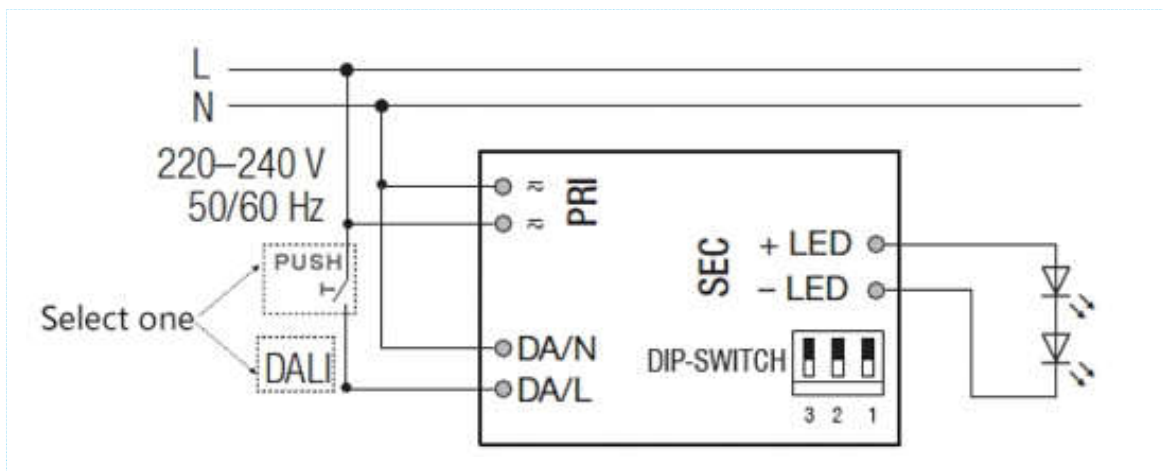 L
N
220–240 V
50/60 Hz
≈ PRI
≈
PUSH
Select one
DALI
SEC
+ LED
– LED
DA/N
DA/L
DIP-SWITCH
3 2 1